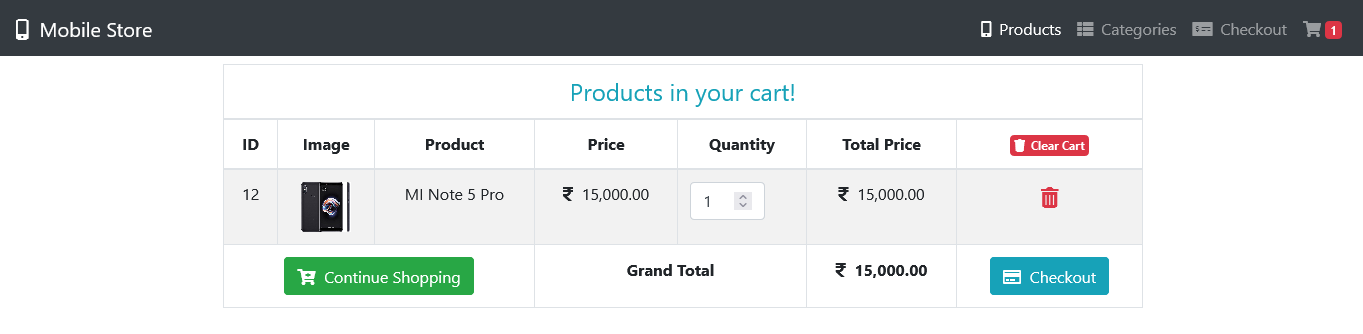 Mobile Store Products Categories Checkout 1
Products in your cart!
ID Image Product Price Quantity Total Price Clear Cart
12 MI Note 5 Pro ₹ 15,000.00 1 ₹ 15,000.00
Continue Shopping Grand Total ₹ 15,000.00 Checkout